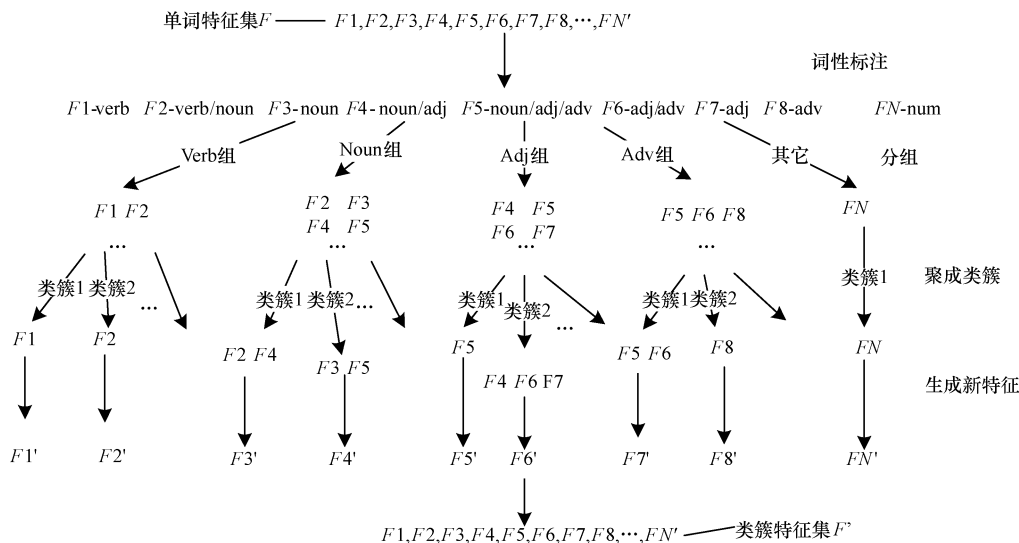 单词特征集F F1,F2,F3,F4,F5,F6,F7,F8,…,FN'
词性标注
F1-verb F2-verb/noun F3-noun F4-noun/adj F5-noun/adj/adv F6-adj/adv F7-adj F8-adv FN-num
Verb组 Noun组 Adj组 Adv组 其它 分组
F1 F2 F2 F3 F4 F5 F5 F6 F8 FN
F4 F5 F6 F7
… … … …
类簇1 类簇2 … 类簇1 类簇2 … 类簇1 类簇2 … 类簇1 类簇2 类簇1 聚成类簇
F1 F2 F2 F4 F3 F5 F5 F5 F6 F8 FN
F4 F6 F7 生成新特征
F1' F2' F3' F4' F5' F6' F7' F8' FN'
F1,F2,F3,F4,F5,F6,F7,F8,…,FN' 类簇特征集F’